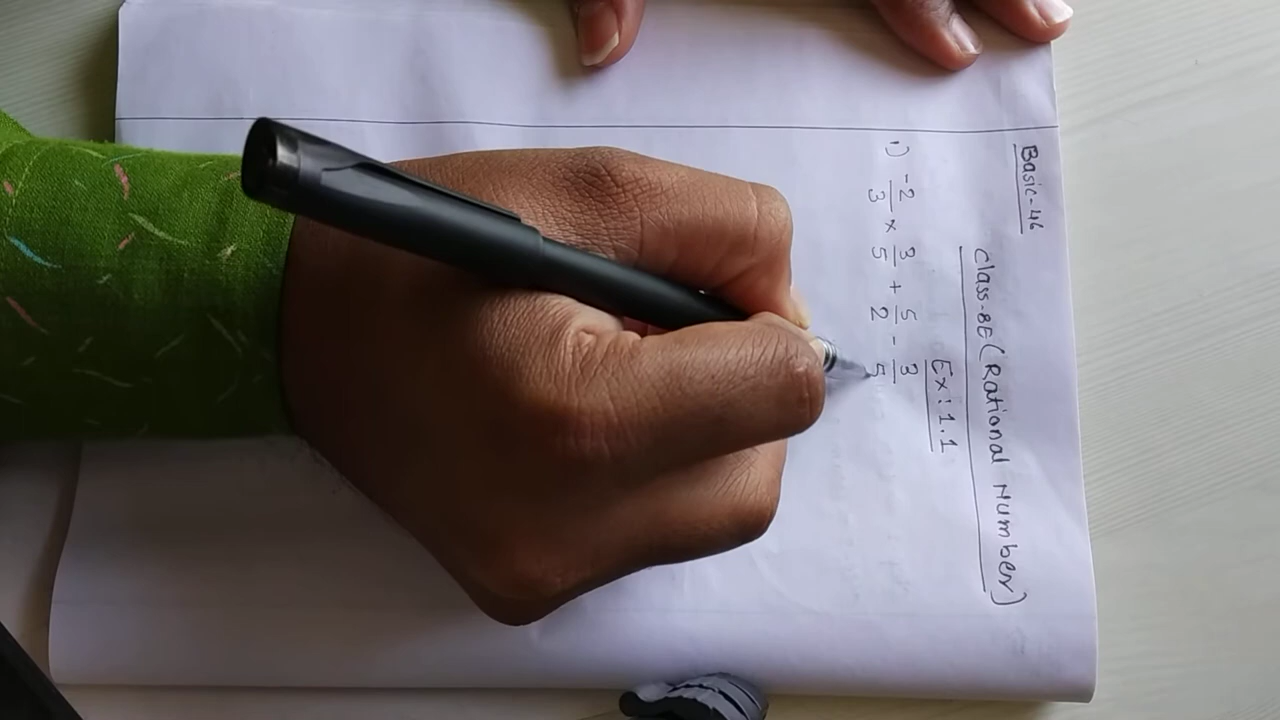 Basic-46
Class-8E (Rational Number)
Ex: 1.1
1) -2/3 × 3/5 + 5/2 - 3/5